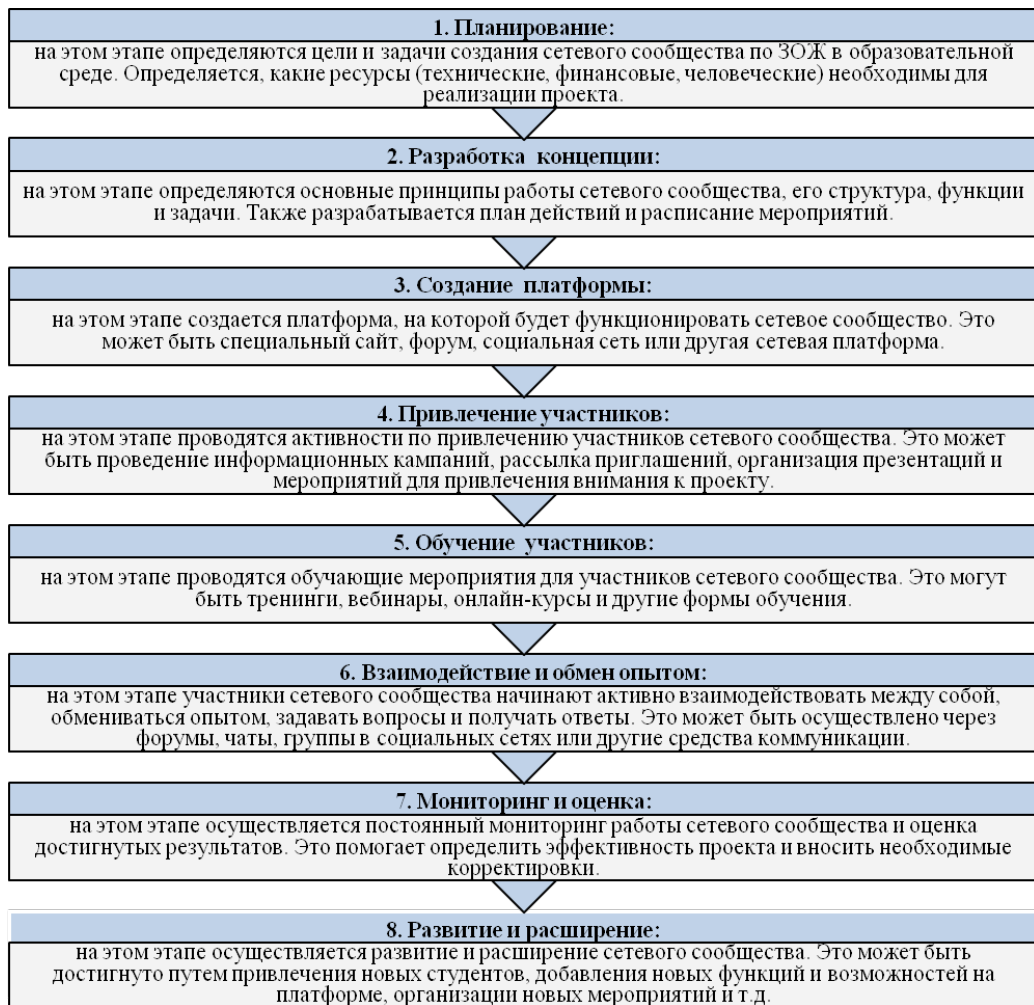 1. Планирование:
на этом этапе определяются цели и задачи создания сетевого сообщества по ЗОЖ в образовательной
среде. Определяется, какие ресурсы (технические, финансовые, человеческие) необходимы для
реализации проекта.
2. Разработка концепции:
на этом этапе определяются основные принципы работы сетевого сообщества, его структура, функции
и задачи. Также разрабатывается план действий и расписание мероприятий.
3. Создание платформы:
на этом этапе создается платформа, на которой будет функционировать сетевое сообщество. Это
может быть специальный сайт, форум, социальная сеть или другая сетевая платформа.
4. Привлечение участников:
на этом этапе проводятся активности по привлечению участников сетевого сообщества. Это может
быть проведение информационных кампаний, рассылка приглашений, организация презентаций и
мероприятий для привлечения внимания к проекту.
5. Обучение участников:
на этом этапе проводятся обучающие мероприятия для участников сетевого сообщества. Это могут
быть тренинги, вебинары, онлайн-курсы и другие формы обучения.
6. Взаимодействие и обмен опытом:
на этом этапе участники сетевого сообщества начинают активно взаимодействовать между собой,
обмениваться опытом, задавать вопросы и получать ответы. Это может быть осуществлено через
форумы, чаты, группы в социальных сетях или другие средства коммуникации.
7. Мониторинг и оценка:
на этом этапе осуществляется постоянный мониторинг работы сетевого сообщества и оценка
достигнутых результатов. Это помогает определить эффективность проекта и вносить необходимые
корректировки.
8. Развитие и расширение:
на этом этапе осуществляется развитие и расширение сетевого сообщества. Это может быть
достигнуто путем привлечения новых студентов, добавления новых функций и возможностей на
платформе, организации новых мероприятий и т.д.